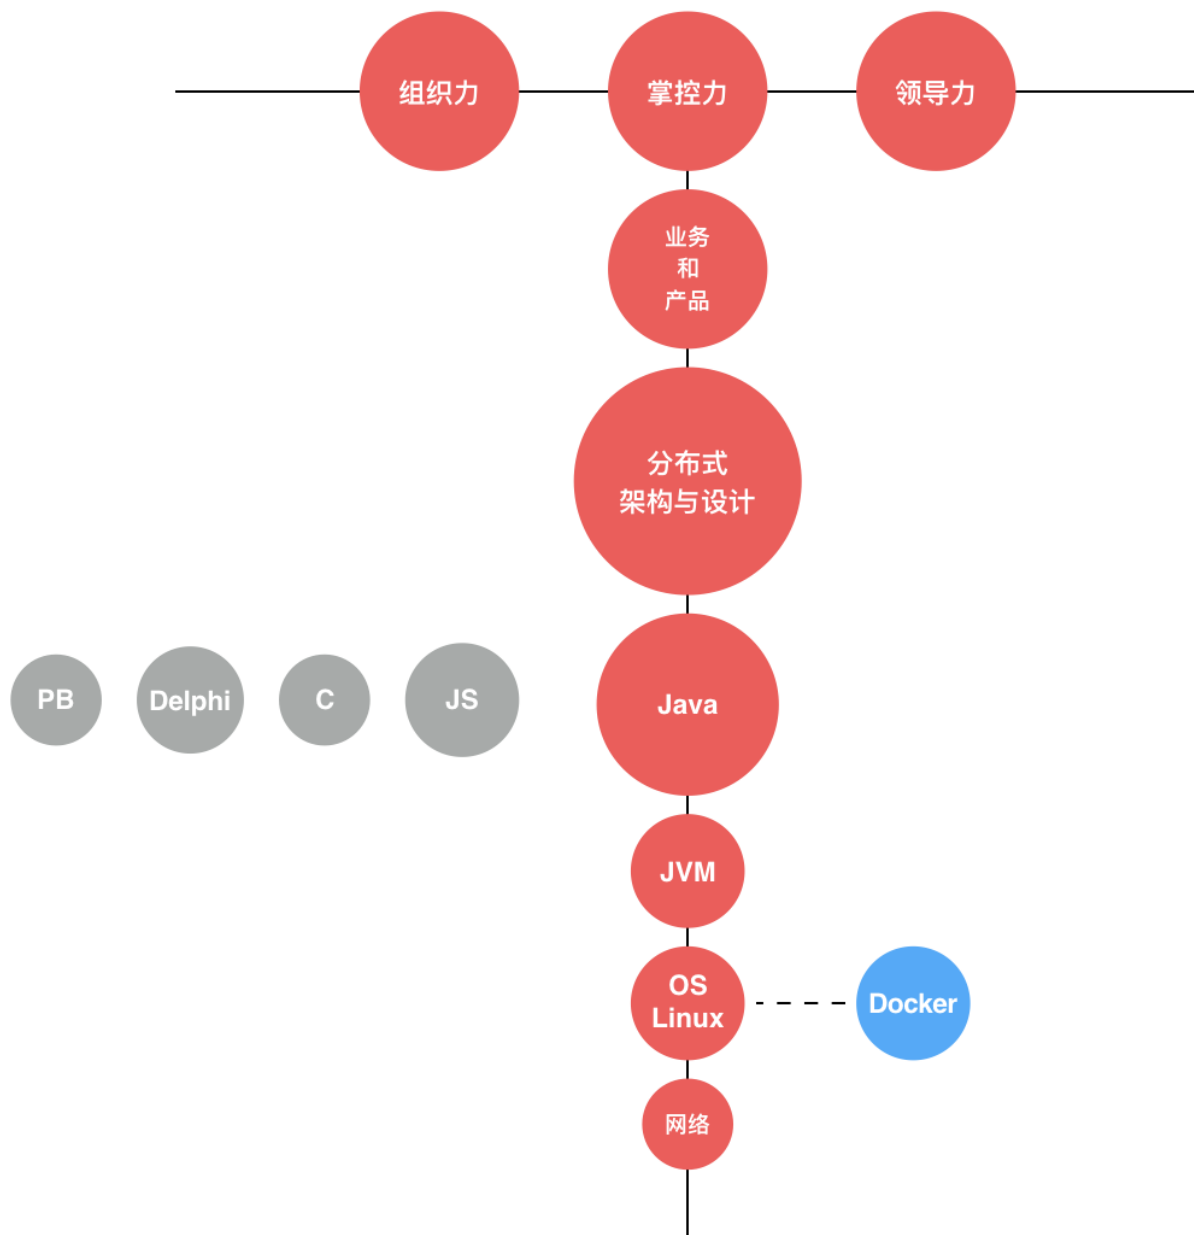 组织力
掌控力
领导力
业务
和
产品
分布式
架构与设计
PB
Delphi
C
JS
Java
JVM
OS
Linux
Docker
网络